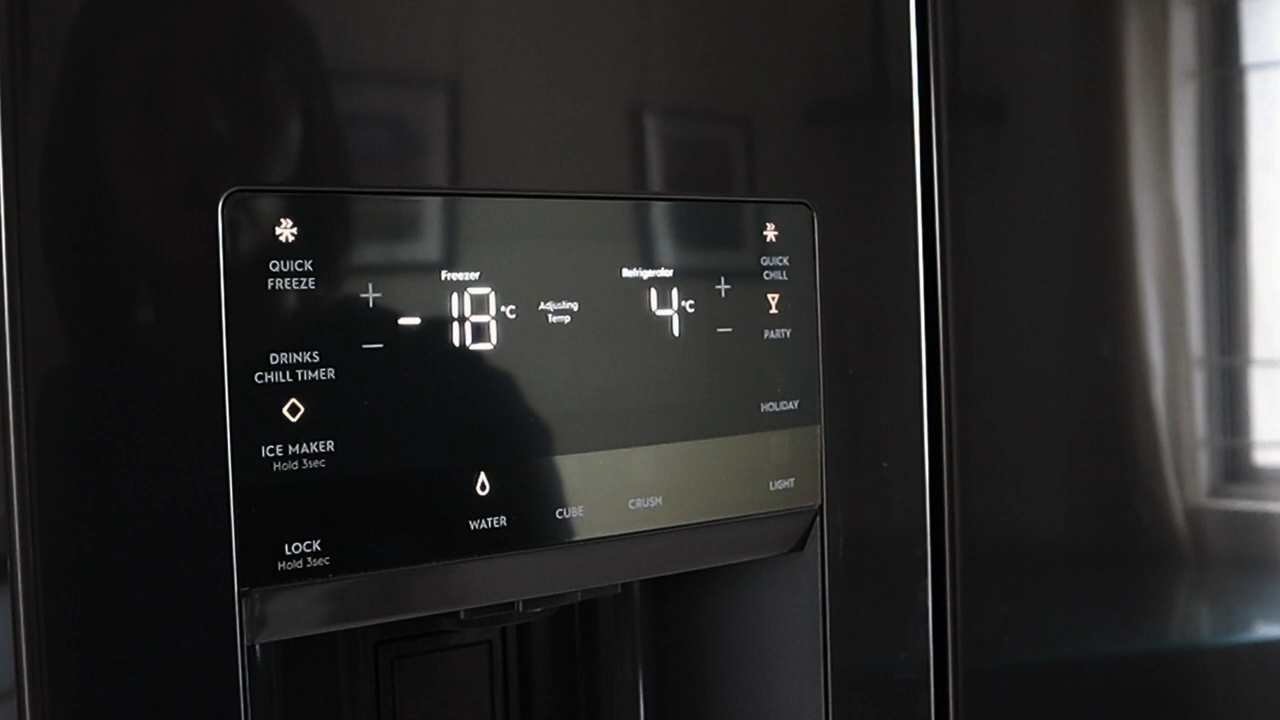 QUICK
FREEZE
Freezer
-18°C
Adjusting
Temp
Refrigerator
4°C
QUICK
CHILL
PARTY
DRINKS
CHILL TIMER
HOLIDAY
ICE MAKER
Hold 3sec
WATER
CUBE
CRUSH
LIGHT
LOCK
Hold 3sec